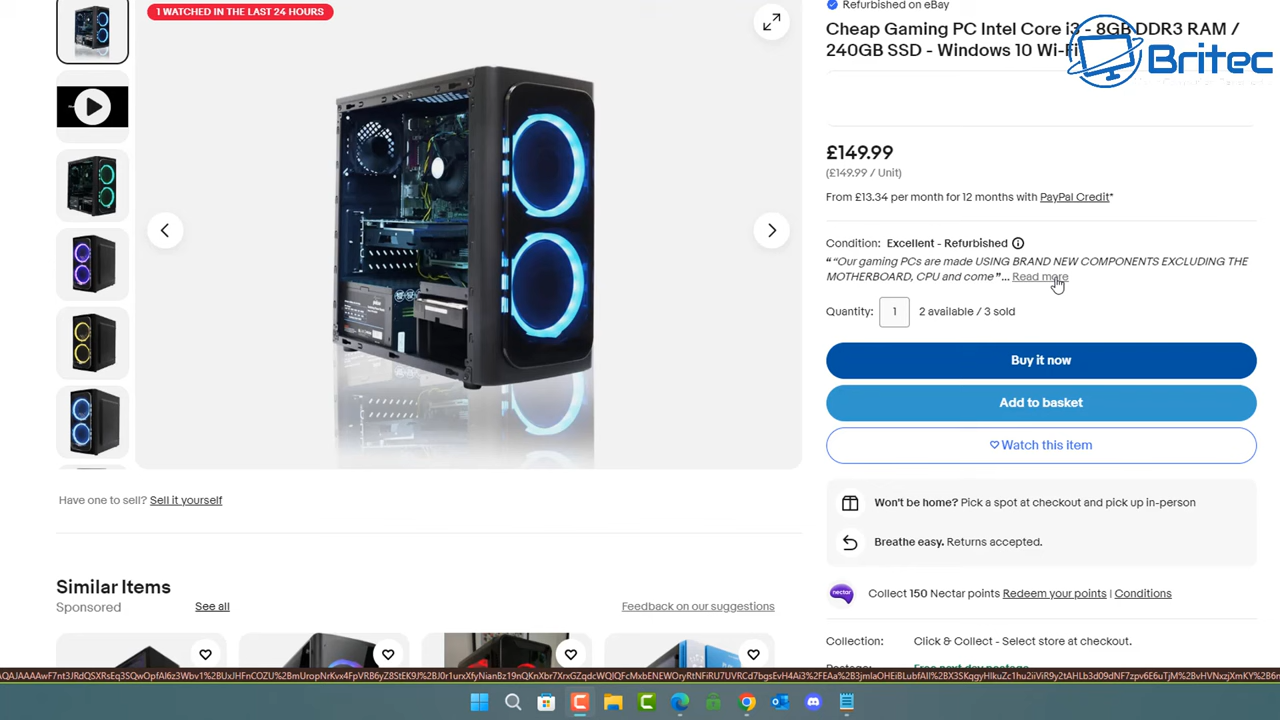 1 WATCHED IN THE LAST 24 HOURS
Refurbished on eBay
Cheap Gaming PC Intel Core i3 - 8GB DDR3 RAM /
240GB SSD - Windows 10 Wi-Fi
Britec
£149.99
(£149.99 / Unit)
From £13.34 per month for 12 months with PayPal Credit*
Condition: Excellent - Refurbished
““Our gaming PCs are made USING BRAND NEW COMPONENTS EXCLUDING THE
MOTHERBOARD, CPU and come ”... Read more
Quantity: 1 2 available / 3 sold
Buy it now
Add to basket
Watch this item
Won't be home? Pick a spot at checkout and pick up in-person
Breathe easy. Returns accepted.
Have one to sell? Sell it yourself
nectar Collect 150 Nectar points Redeem your points | Conditions
Similar Items
Sponsored See all Feedback on our suggestions
Collection: Click & Collect - Select store at checkout.